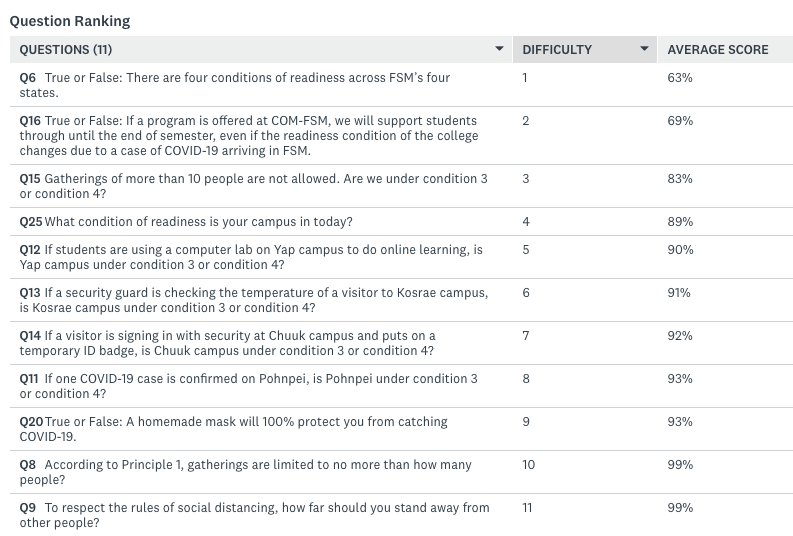 Question Ranking
QUESTIONS (11) DIFFICULTY AVERAGE SCORE
Q6 True or False: There are four conditions of readiness across FSM's four 1 63%
states.
Q16 True or False: If a program is offered at COM-FSM, we will support students 2 69%
through until the end of semester, even if the readiness condition of the college
changes due to a case of COVID-19 arriving in FSM.
Q15 Gatherings of more than 10 people are not allowed. Are we under condition 3 3 83%
or condition 4?
Q25 What condition of readiness is your campus in today? 4 89%
Q12 If students are using a computer lab on Yap campus to do online learning, is 5 90%
Yap campus under condition 3 or condition 4?
Q13 If a security guard is checking the temperature of a visitor to Kosrae campus, 6 91%
is Kosrae campus under condition 3 or condition 4?
Q14 If a visitor is signing in with security at Chuuk campus and puts on a 7 92%
temporary ID badge, is Chuuk campus under condition 3 or condition 4?
Q11 If one COVID-19 case is confirmed on Pohnpei, is Pohnpei under condition 3 8 93%
or condition 4?
Q20 True or False: A homemade mask will 100% protect you from catching 9 93%
COVID-19.
Q8 According to Principle 1, gatherings are limited to no more than how many 10 99%
people?
Q9 To respect the rules of social distancing, how far should you stand away from 11 99%
other people?